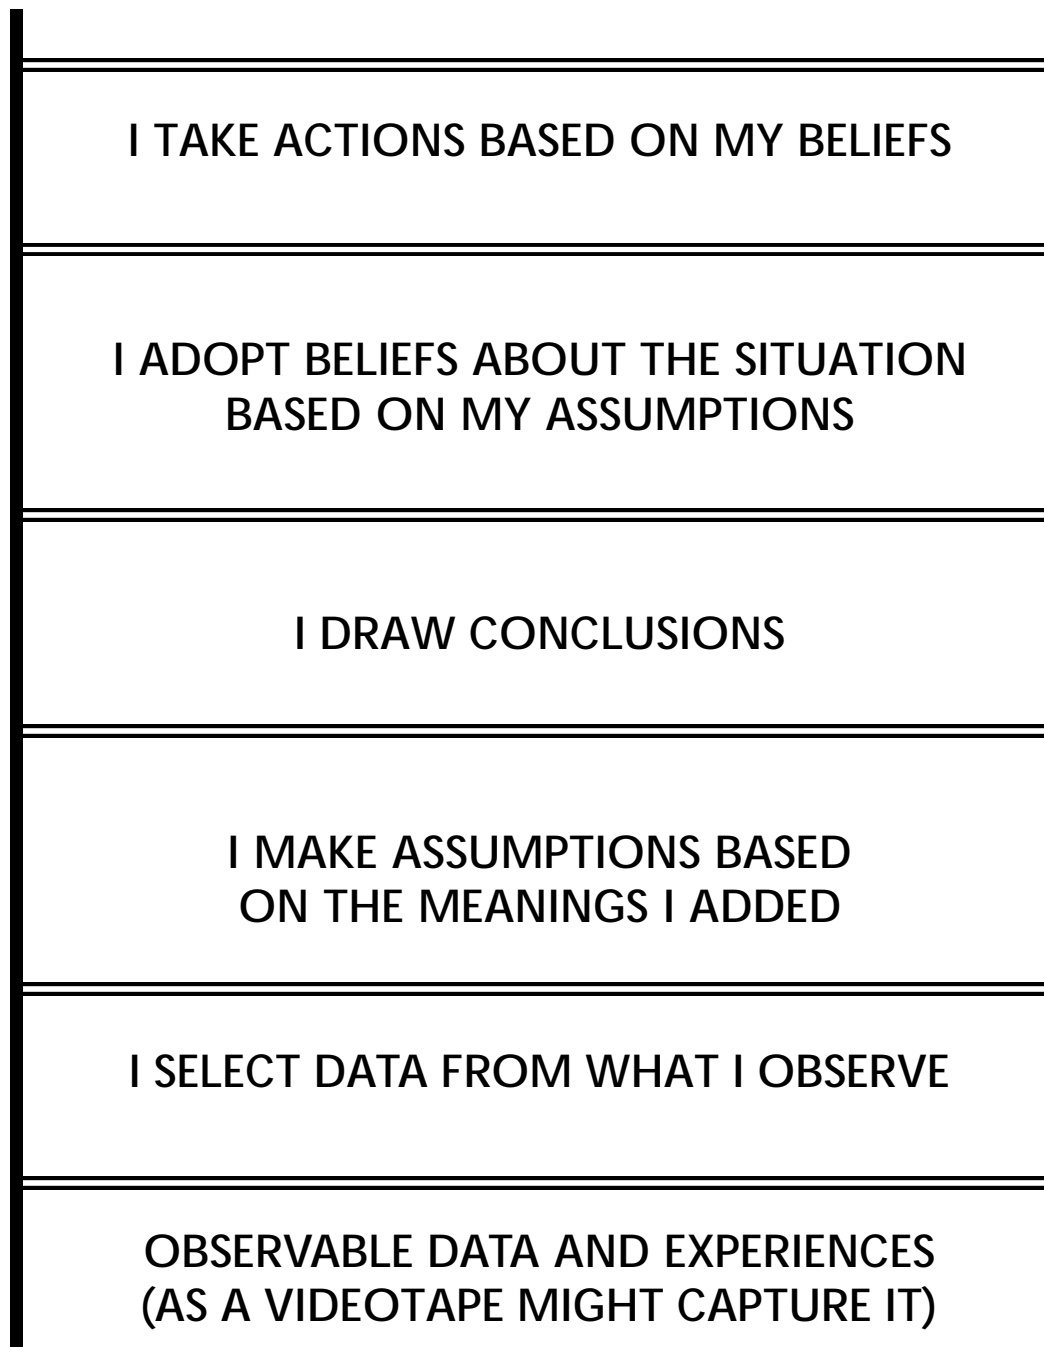 I TAKE ACTIONS BASED ON MY BELIEFS
I ADOPT BELIEFS ABOUT THE SITUATION
BASED ON MY ASSUMPTIONS
I DRAW CONCLUSIONS
I MAKE ASSUMPTIONS BASED
ON THE MEANINGS I ADDED
I SELECT DATA FROM WHAT I OBSERVE
OBSERVABLE DATA AND EXPERIENCES
(AS A VIDEOTAPE MIGHT CAPTURE IT)